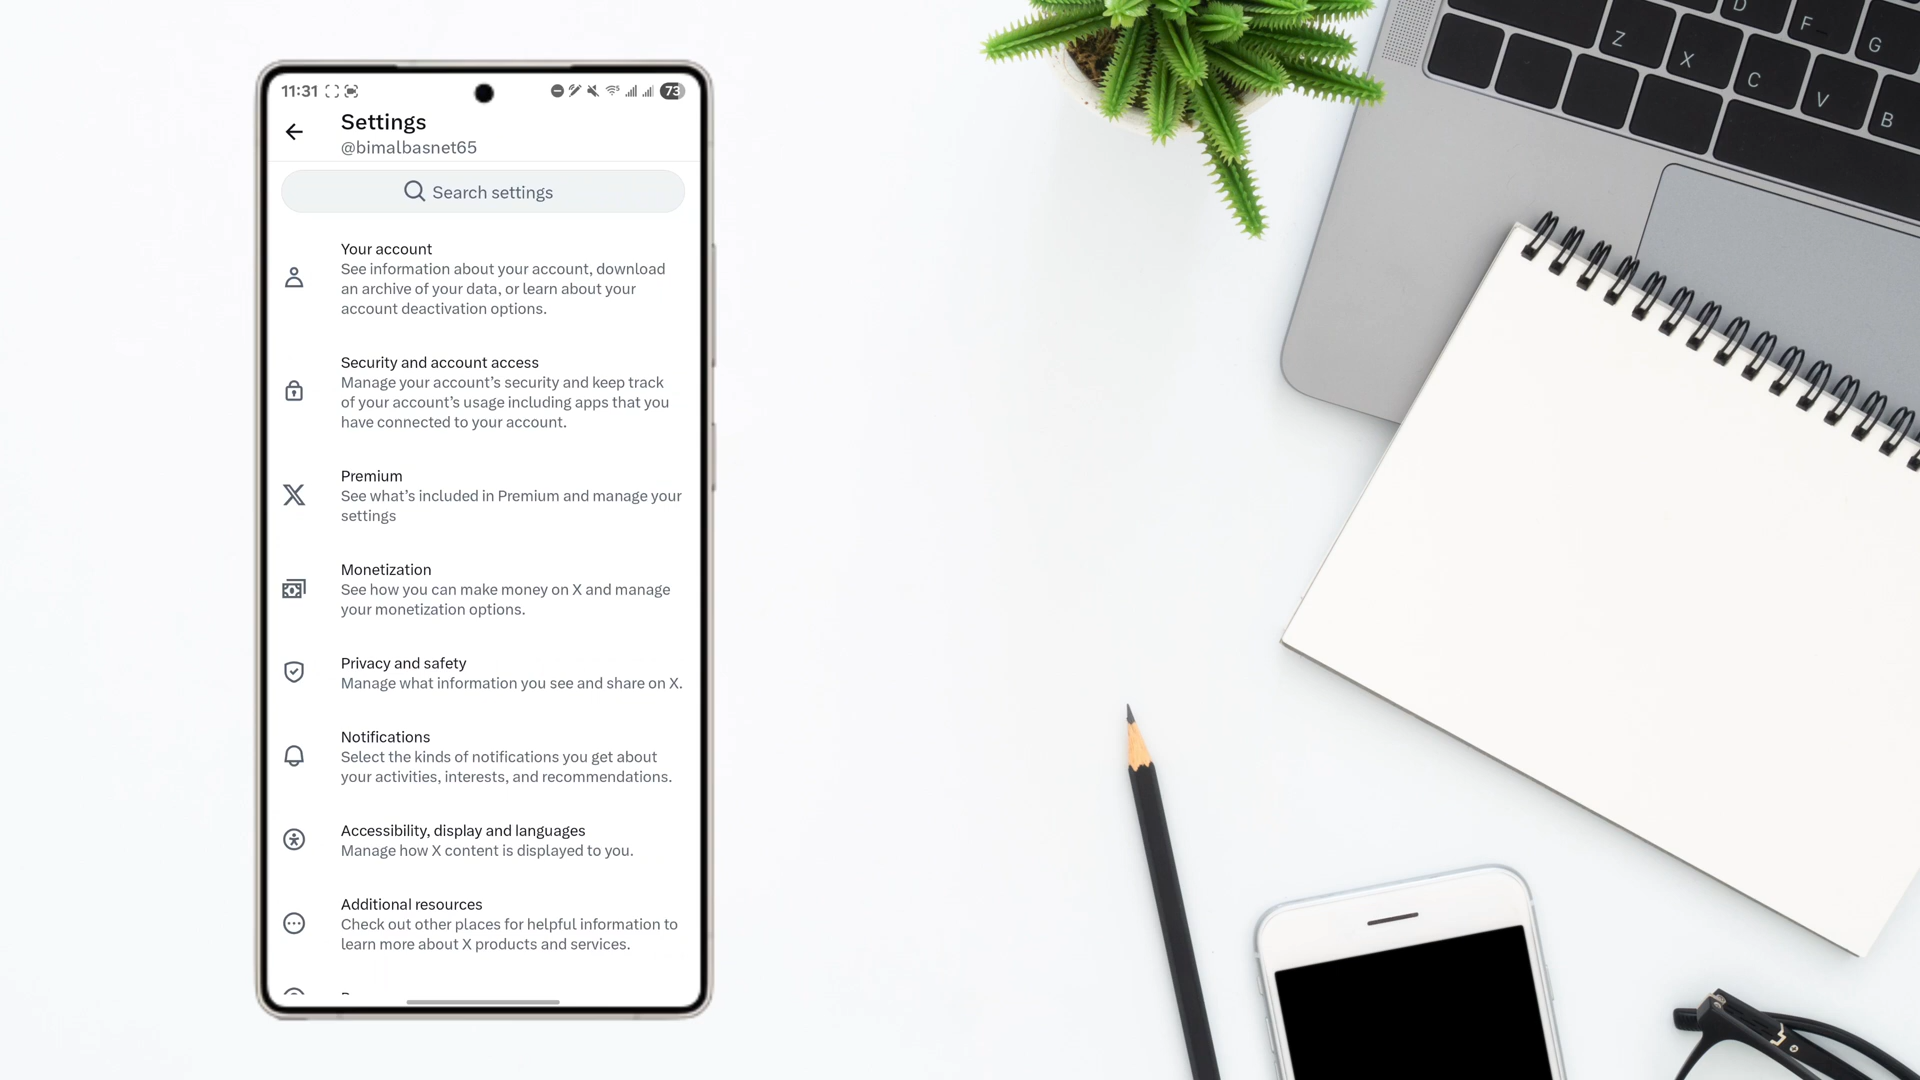 11:31
73
Settings
@bimalbasnet65
Search settings
Your account
See information about your account, download
an archive of your data, or learn about your
account deactivation options.
Security and account access
Manage your account’s security and keep track
of your account’s usage including apps that you
have connected to your account.
Premium
See what’s included in Premium and manage your
settings
Monetization
See how you can make money on X and manage
your monetization options.
Privacy and safety
Manage what information you see and share on X.
Notifications
Select the kinds of notifications you get about
your activities, interests, and recommendations.
Accessibility, display and languages
Manage how X content is displayed to you.
Additional resources
Check out other places for helpful information to
learn more about X products and services.
D F G
Z X C V B